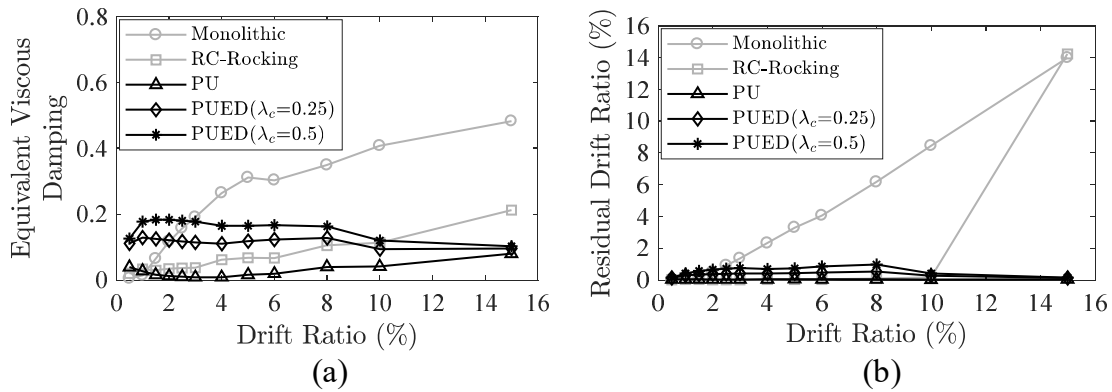 Equivalent Viscous
Damping
0.8
0.6
0.4
0.2
0
Monolithic
RC-Rocking
PU
PUED(λc=0.25)
PUED(λc=0.5)
0 2 4 6 8 10 12 14 16
Drift Ratio (%)
(a)
Residual Drift Ratio (%)
16
14
12
10
8
6
4
2
0
Monolithic
RC-Rocking
PU
PUED(λc=0.25)
PUED(λc=0.5)
0 2 4 6 8 10 12 14 16
Drift Ratio (%)
(b)